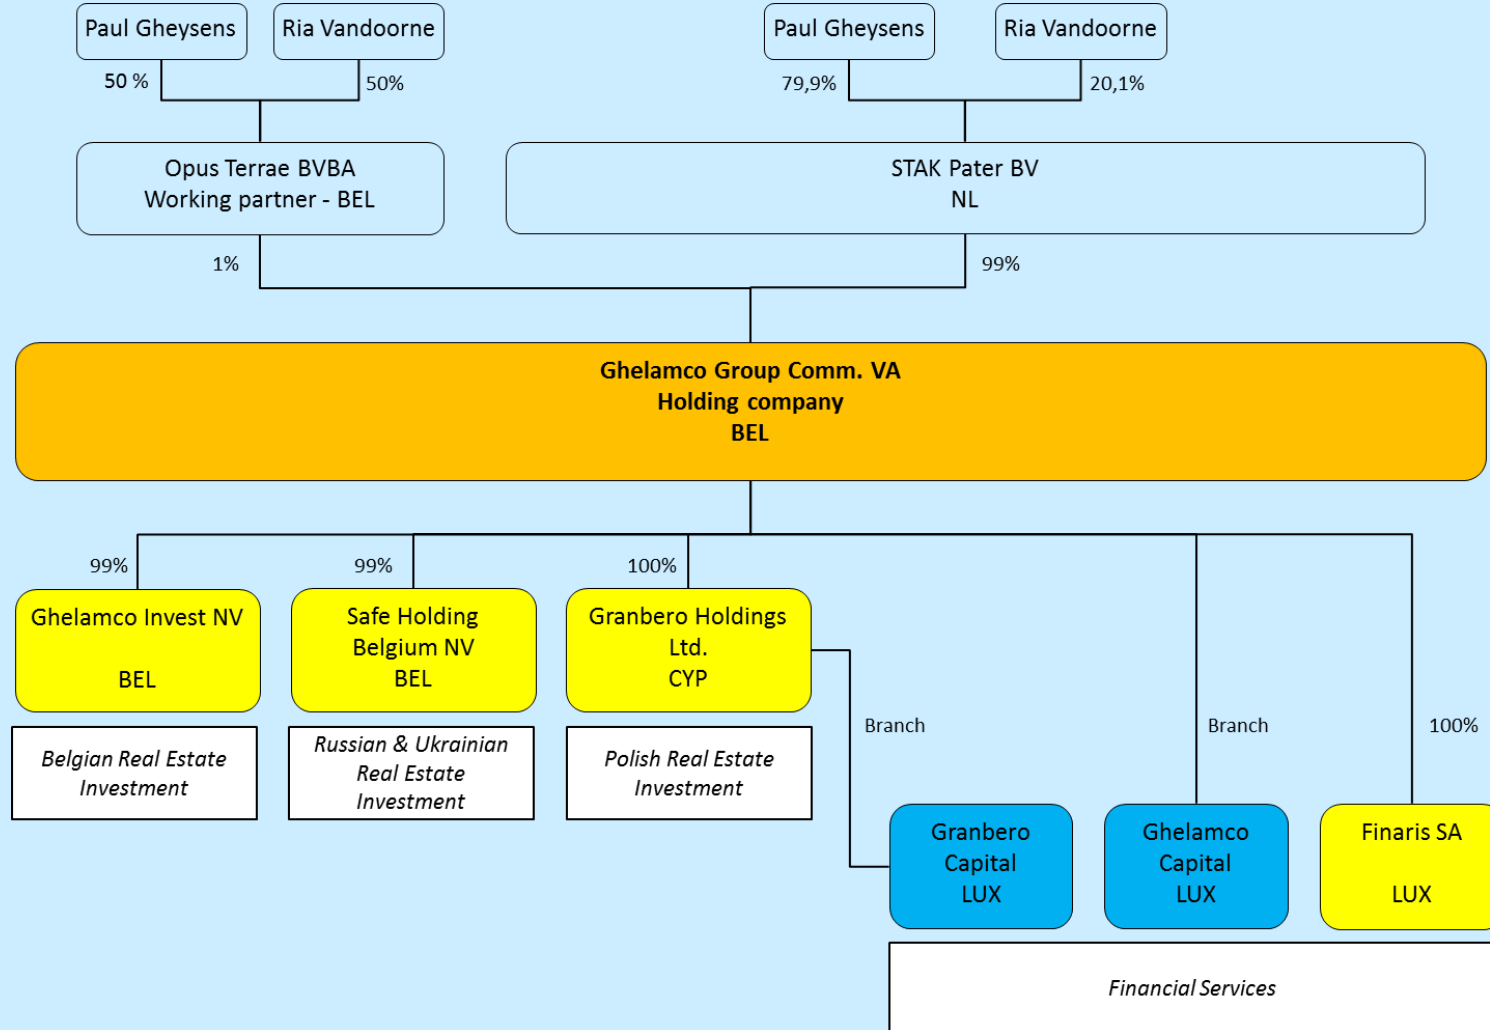 Paul Gheysens
Ria Vandoorne
Paul Gheysens
Ria Vandoorne
50 %
50%
79,9%
20,1%
Opus Terrae BVBA
Working partner - BEL
STAK Pater BV
NL
1%
99%
Ghelamco Group Comm. VA
Holding company
BEL
99%
99%
100%
Ghelamco Invest NV
BEL
Safe Holding
Belgium NV
BEL
Granbero Holdings
Ltd.
CYP
Belgian Real Estate
Investment
Russian & Ukrainian
Real Estate
Investment
Polish Real Estate
Investment
Branch
Branch
100%
Granbero
Capital
LUX
Ghelamco
Capital
LUX
Finaris SA
LUX
Financial Services